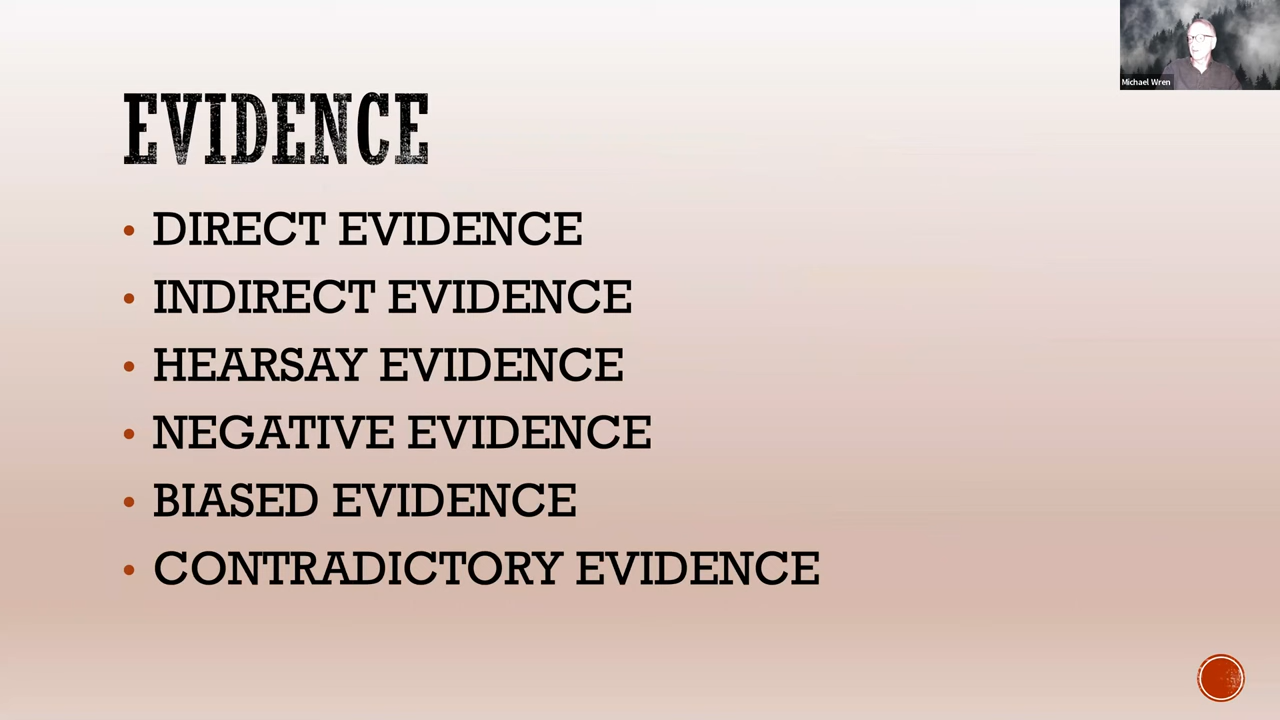 Michael Wren
EVIDENCE
• DIRECT EVIDENCE
• INDIRECT EVIDENCE
• HEARSAY EVIDENCE
• NEGATIVE EVIDENCE
• BIASED EVIDENCE
• CONTRADICTORY EVIDENCE